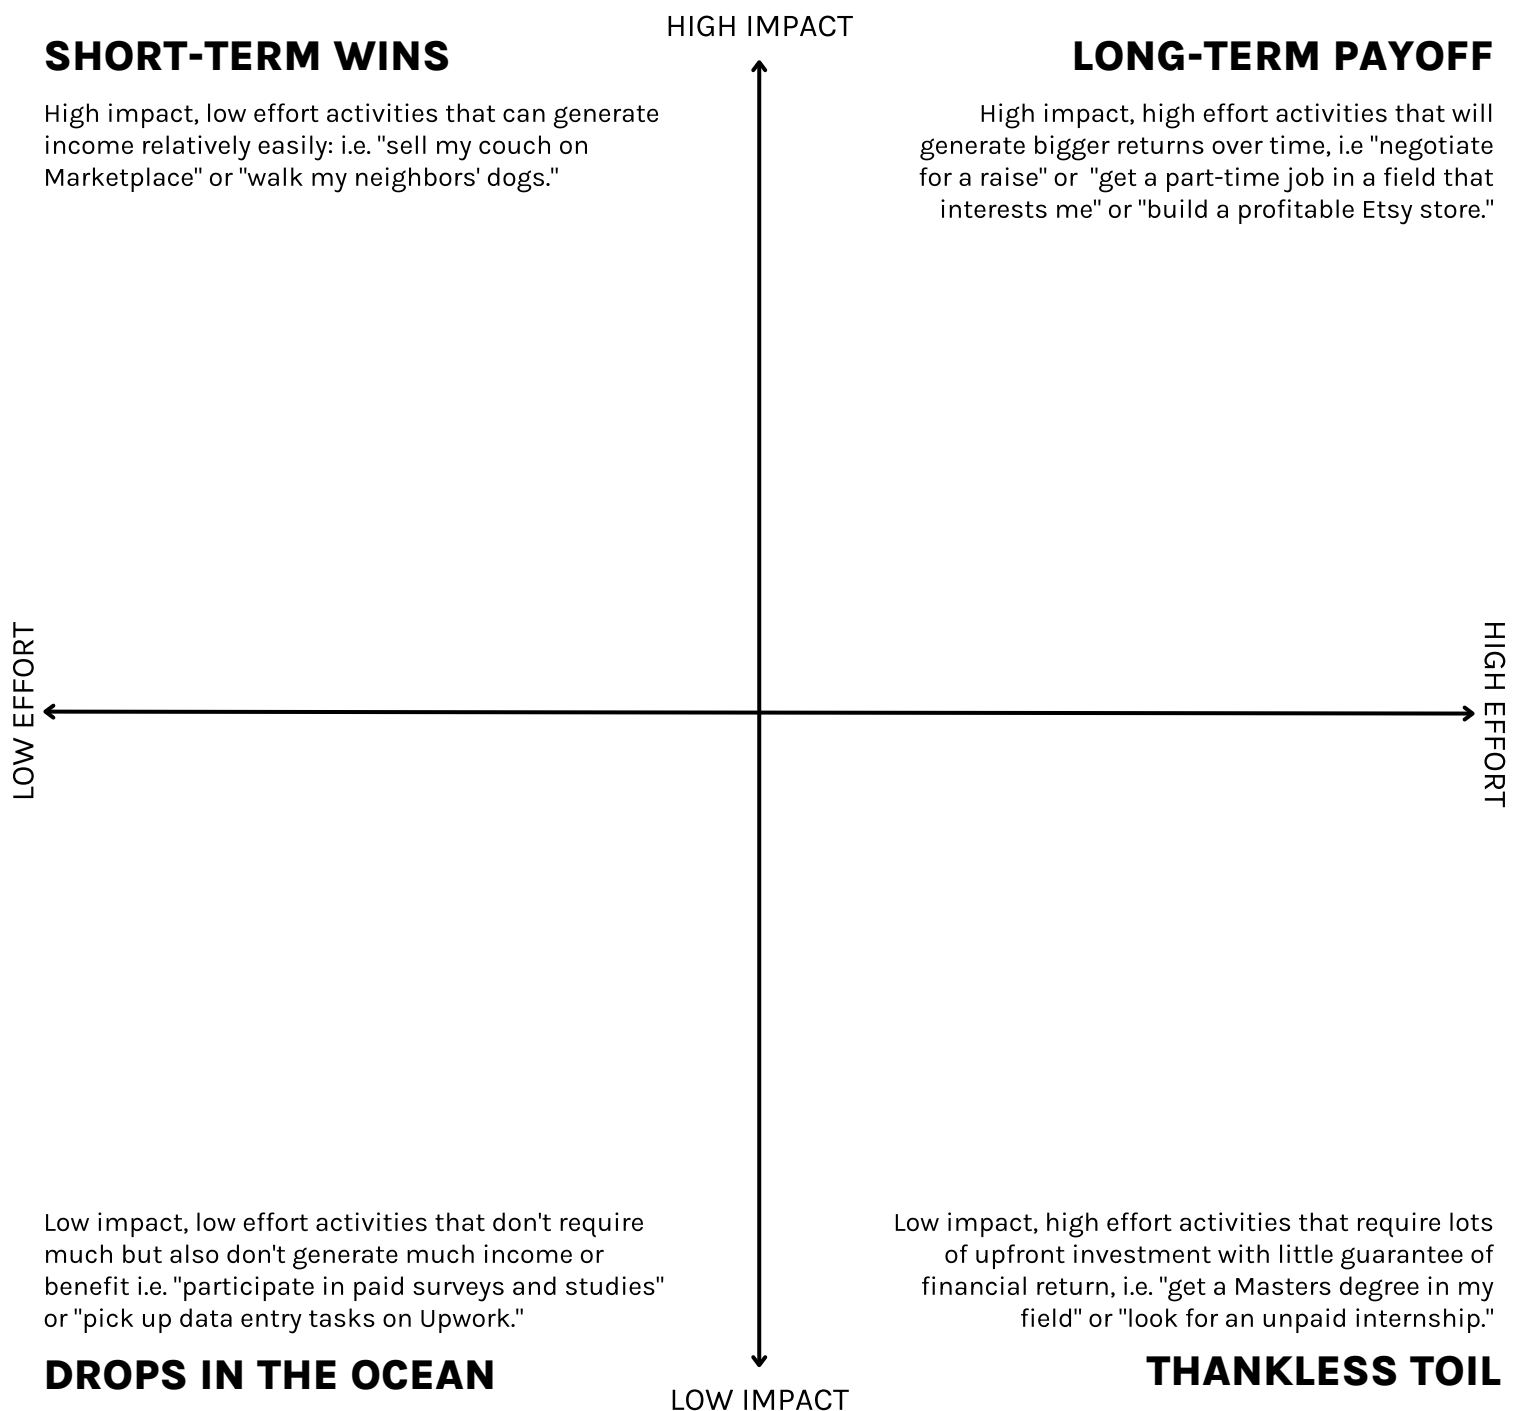 HIGH IMPACT
SHORT-TERM WINS
High impact, low effort activities that can generate
income relatively easily: i.e. "sell my couch on
Marketplace" or "walk my neighbors' dogs."
LONG-TERM PAYOFF
High impact, high effort activities that will
generate bigger returns over time, i.e "negotiate
for a raise" or  "get a part-time job in a field that
interests me" or "build a profitable Etsy store."
LOW EFFORT
HIGH EFFORT
Low impact, low effort activities that don't require
much but also don't generate much income or
benefit i.e. "participate in paid surveys and studies"
or "pick up data entry tasks on Upwork."
DROPS IN THE OCEAN
Low impact, high effort activities that require lots
of upfront investment with little guarantee of
financial return, i.e. "get a Masters degree in my
field" or "look for an unpaid internship."
THANKLESS TOIL
LOW IMPACT